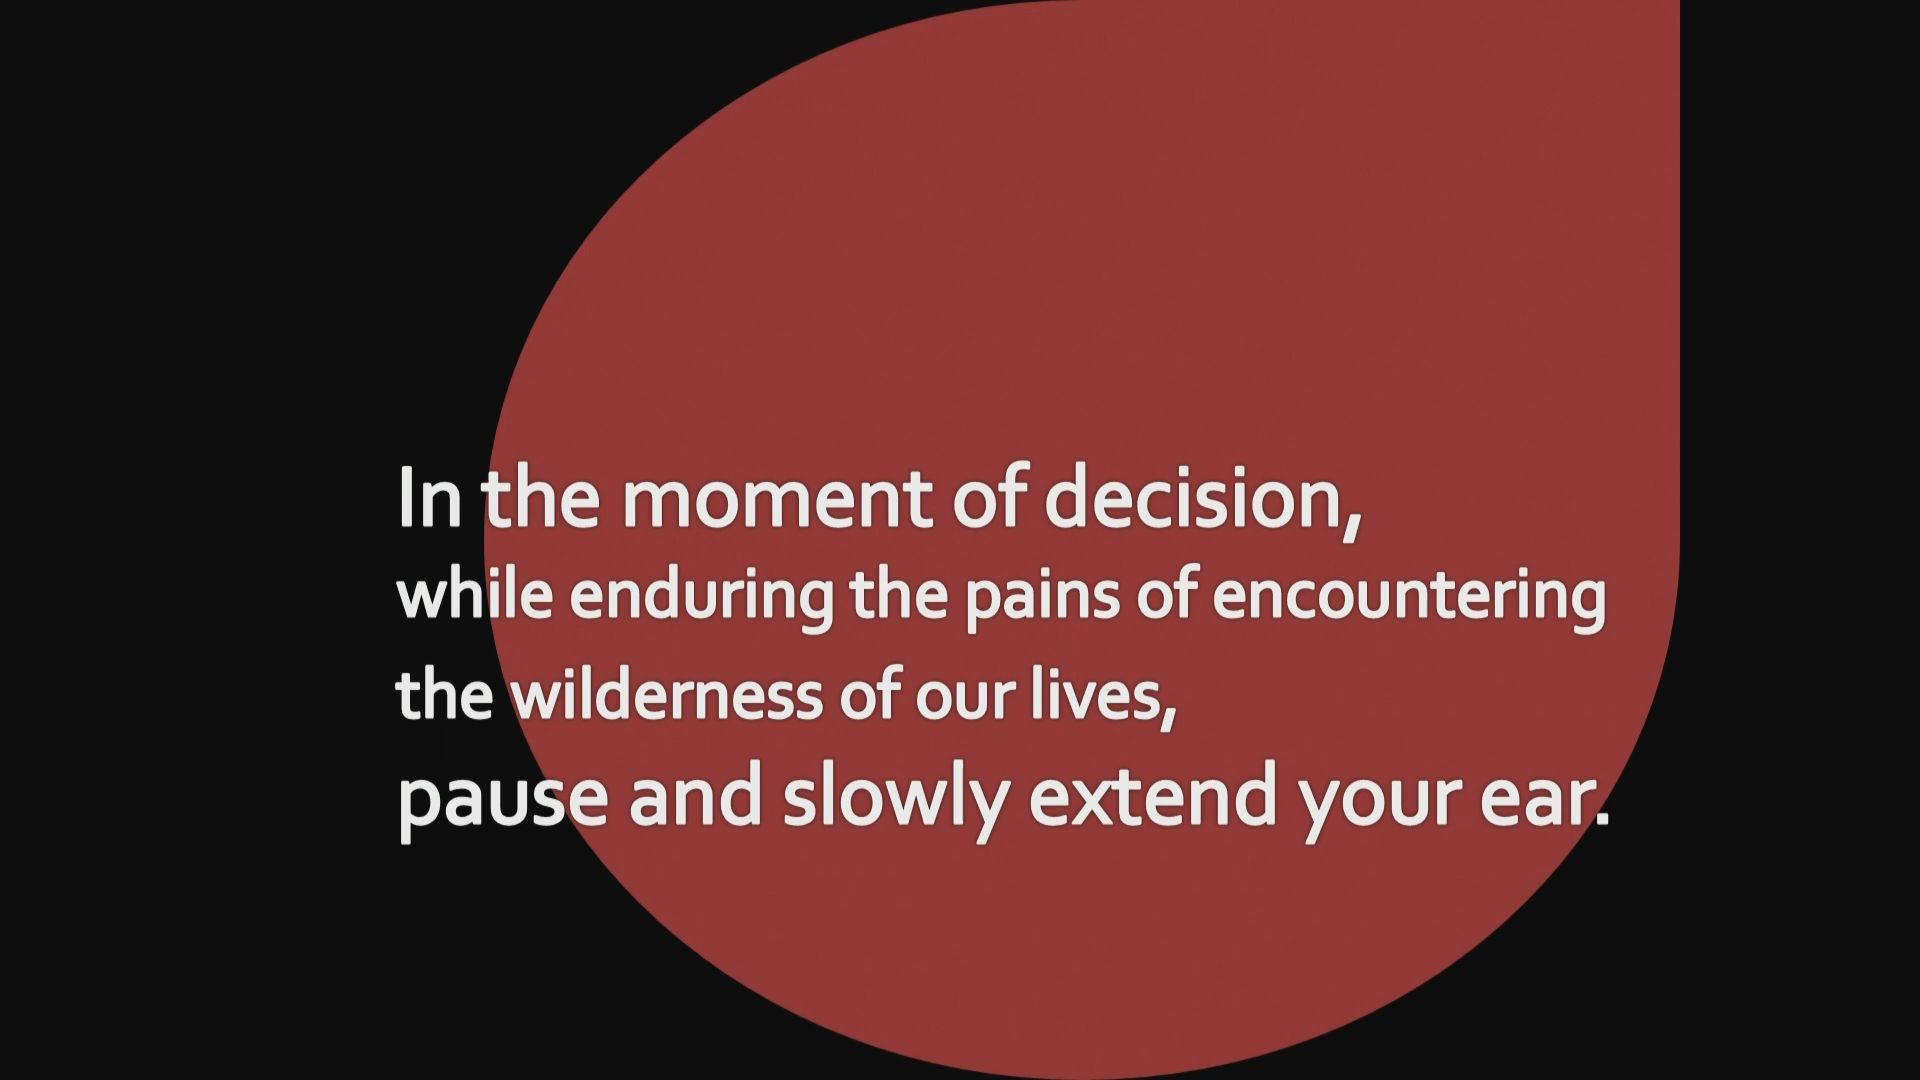 In the moment of decision,
while enduring the pains of encountering
the wilderness of our lives,
pause and slowly extend your ear.